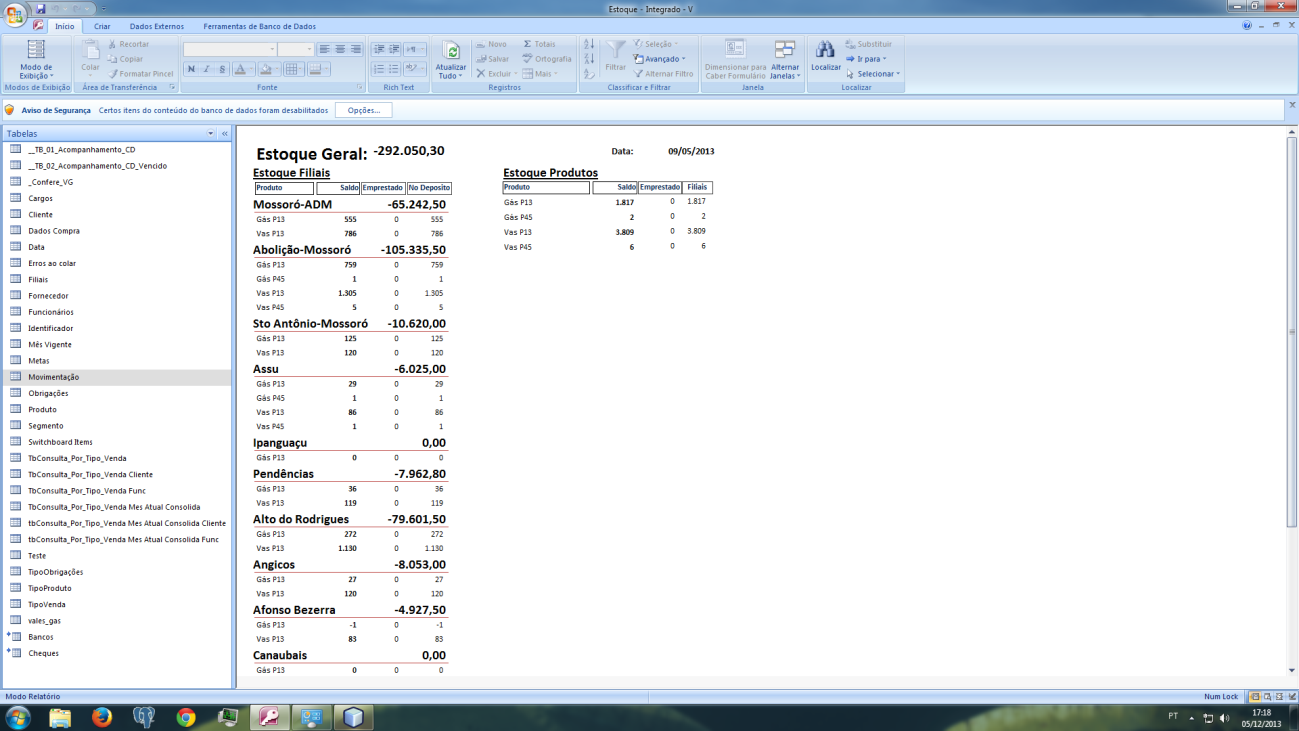 Estoque - Integrado - V
Início Criar Dados Externos Ferramentas de Banco de Dados
Modo de Exibição
Modos de Exibição
Colar
Recortar
Copiar
Formatar Pincel
Área de Transferência
N I S A
Fonte
Rich Text
Atualizar Tudo
Novo
Salvar
Excluir
Totais
Ortografia
Mais
Registros
Filtrar
Seleção
Avançado
Alternar Filtro
Classificar e Filtrar
Dimensionar para Caber Formulário
Alternar Janelas
Janela
Localizar
Substituir
Ir para
Selecionar
Localizar
Aviso de Segurança Certos itens do conteúdo do banco de dados foram desabilitados Opções...
Tabelas
__TB_01_Acompanhamento_CD
__TB_02_Acompanhamento_CD_Vencido
_Confere_VG
Cargos
Cliente
Dados Compra
Data
Erros ao colar
Filiais
Fornecedor
Funcionários
Identificador
Mês Vigente
Metas
Movimentação
Obrigações
Produto
Segmento
Switchboard Items
TbConsulta_Por_Tipo_Venda
TbConsulta_Por_Tipo_Venda Cliente
TbConsulta_Por_Tipo_Venda Func
TbConsulta_Por_Tipo_Venda Mes Atual Consolida
tbConsulta_Por_Tipo_Venda Mes Atual Consolida Cliente
tbConsulta_Por_Tipo_Venda Mes Atual Consolida Func
Teste
TipoObrigações
TipoProduto
TipoVenda
vales_gas
Bancos
Cheques
Estoque Geral: -292.050,30
Data: 09/05/2013
Estoque Filiais
Produto Saldo Emprestado No Deposito
Mossoró-ADM -65.242,50
Gás P13 555 0 555
Vas P13 786 0 786
Abolição-Mossoró -105.335,50
Gás P13 759 0 759
Gás P45 1 0 1
Vas P13 1.305 0 1.305
Vas P45 5 0 5
Sto Antônio-Mossoró -10.620,00
Gás P13 125 0 125
Vas P13 120 0 120
Assu -6.025,00
Gás P13 29 0 29
Gás P45 1 0 1
Vas P13 86 0 86
Vas P45 1 0 1
Ipanguaçu 0,00
Gás P13 0 0 0
Pendências -7.962,80
Gás P13 36 0 36
Vas P13 119 0 119
Alto do Rodrigues -79.601,50
Gás P13 272 0 272
Vas P13 1.130 0 1.130
Angicos -8.053,00
Gás P13 27 0 27
Vas P13 120 0 120
Afonso Bezerra -4.927,50
Gás P13 -1 0 -1
Vas P13 83 0 83
Canaubais 0,00
Gás P13 0 0 0
Estoque Produtos
Produto Saldo Emprestado Filiais
Gás P13 1.817 0 1.817
Gás P45 2 0 2
Vas P13 3.809 0 3.809
Vas P45 6 0 6
Modo Relatório
Num Lock
PT
17:18
05/12/2013